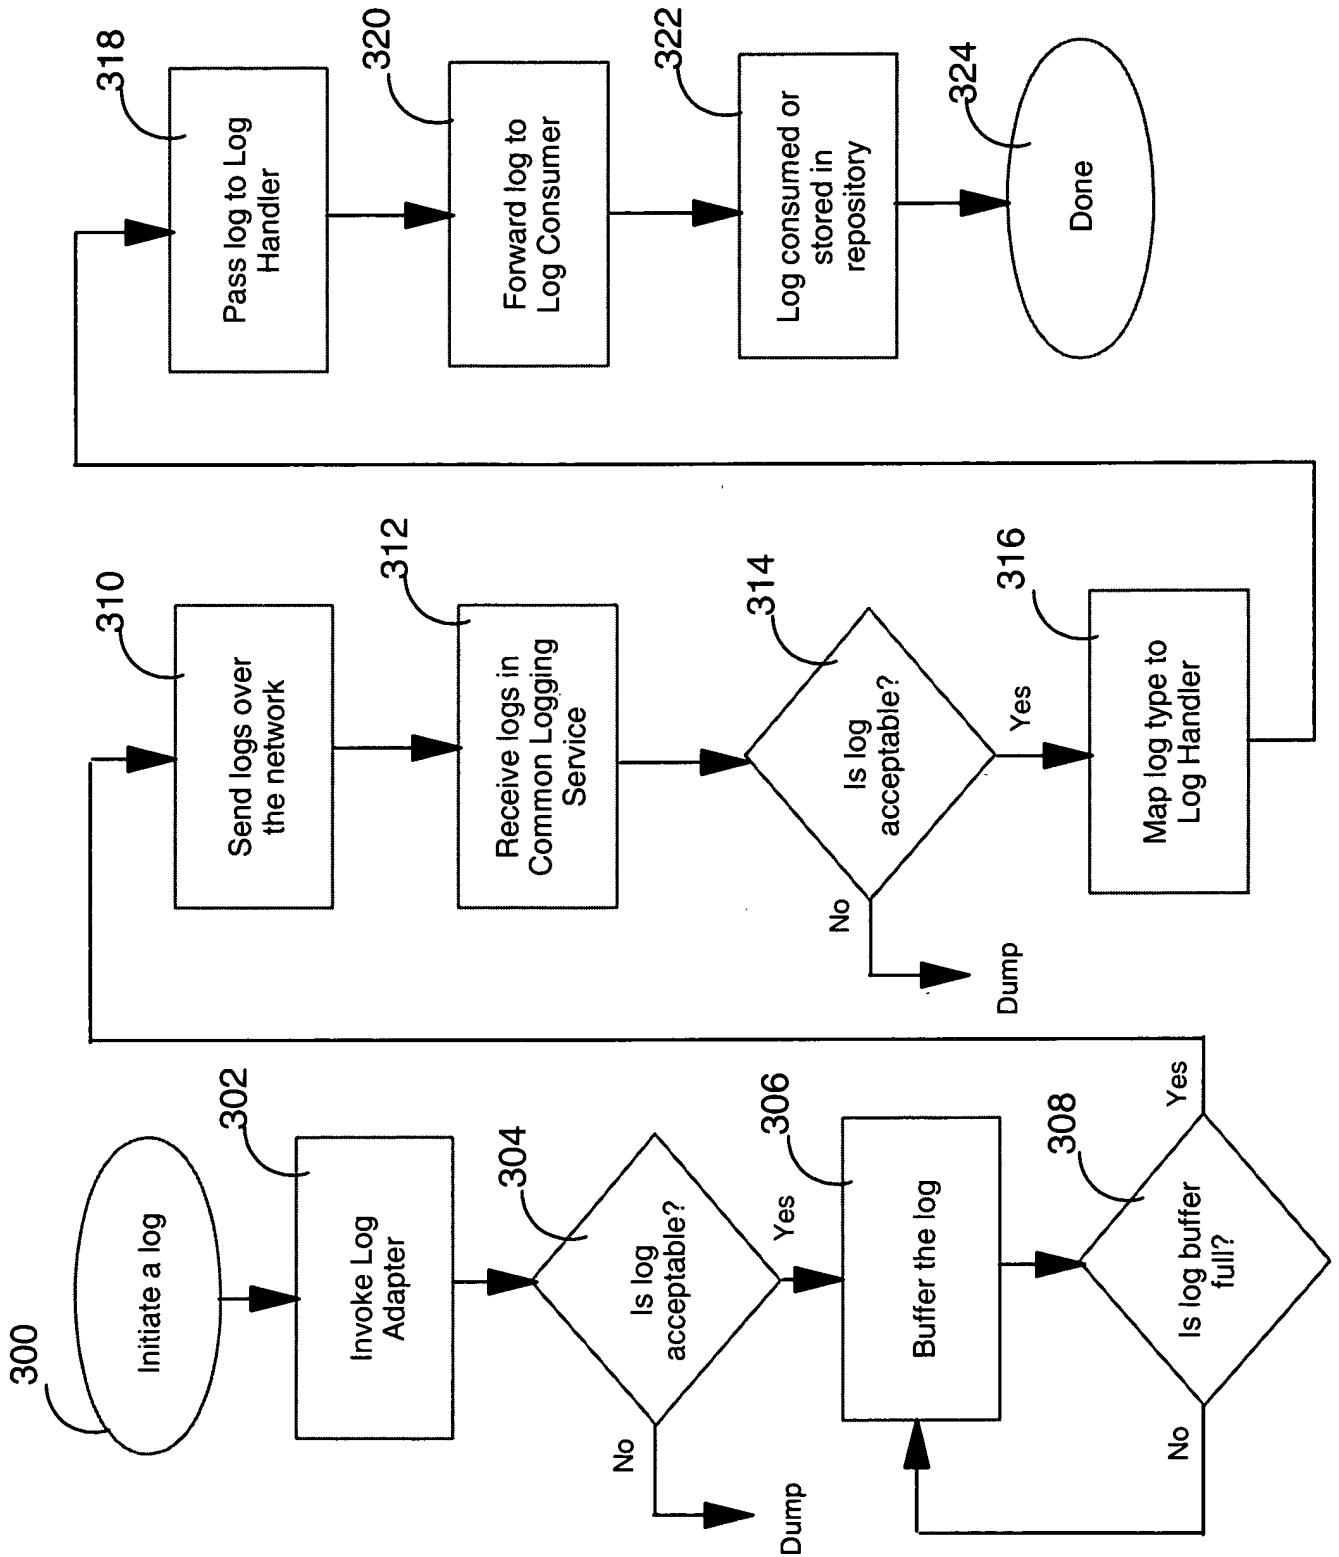 300
Initiate a log
302
Invoke Log
Adapter
304
Is log
acceptable?
No
Dump
Yes
306
Buffer the log
308
Is log buffer
full?
No
Yes
310
Send logs over
the network
312
Receive logs in
Common Logging
Service
314
Is log
acceptable?
No
Dump
Yes
316
Map log type to
Log Handler
318
Pass log to Log
Handler
320
Forward log to
Log Consumer
322
Log consumed or
stored in
repository
324
Done